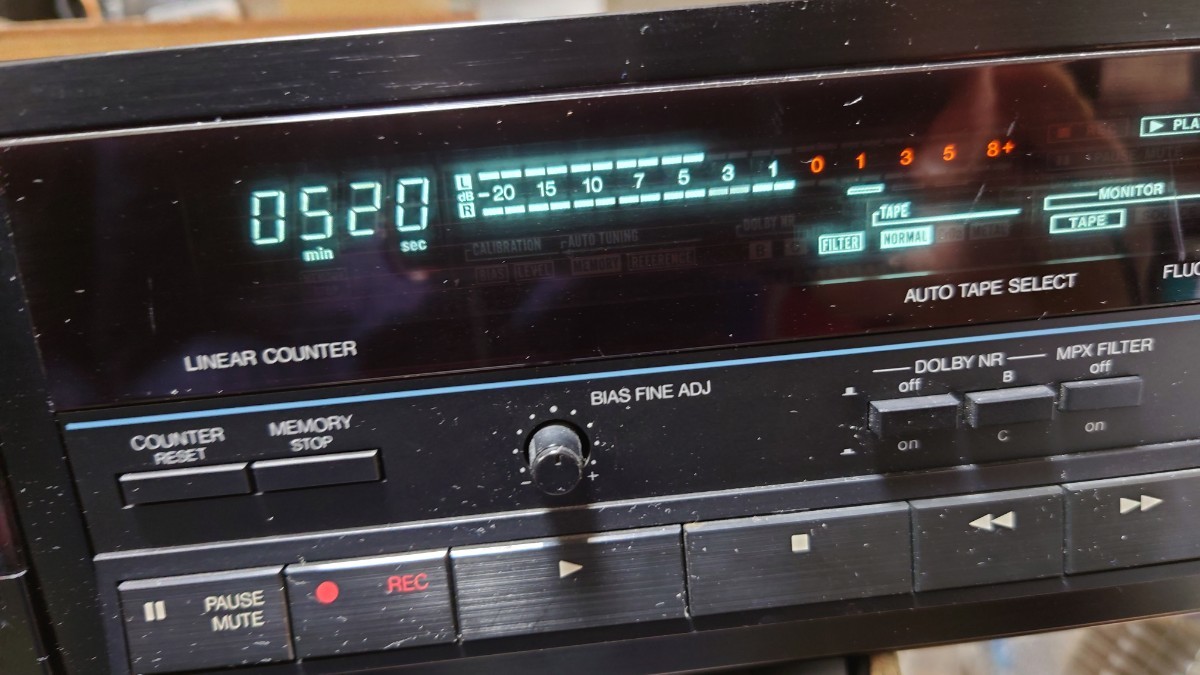 ▶ PLA
0520
min sec
L
dB
R
-20 15 10 7 5 3 1 0 1 3 5 8+
MONITOR
TAPE
TAPE
FILTER NORMAL
DOLBY NR
B C
CALIBRATION AUTO TUNING
BIAS LEVEL MEMORY REFERENCE
METAL
AUTO TAPE SELECT
FLUO
LINEAR COUNTER
DOLBY NR MPX FILTER
off B off
on C on
BIAS FINE ADJ
- +
COUNTER
RESET
MEMORY
STOP
PAUSE
MUTE
REC